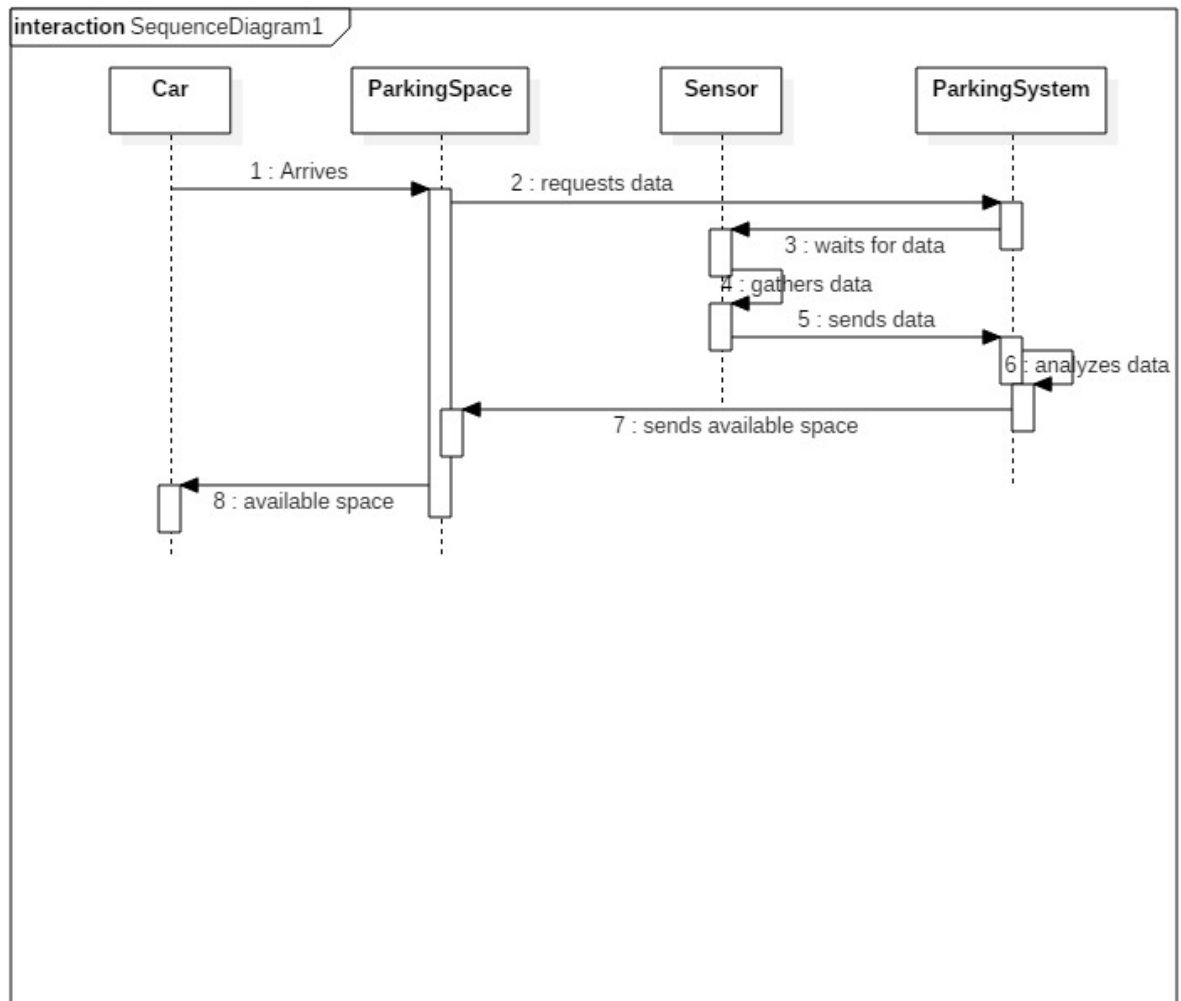 interaction SequenceDiagram1
Car
ParkingSpace
Sensor
ParkingSystem
1 : Arrives
2 : requests data
3 : waits for data
4 : gathers data
5 : sends data
6 : analyzes data
7 : sends available space
8 : available space